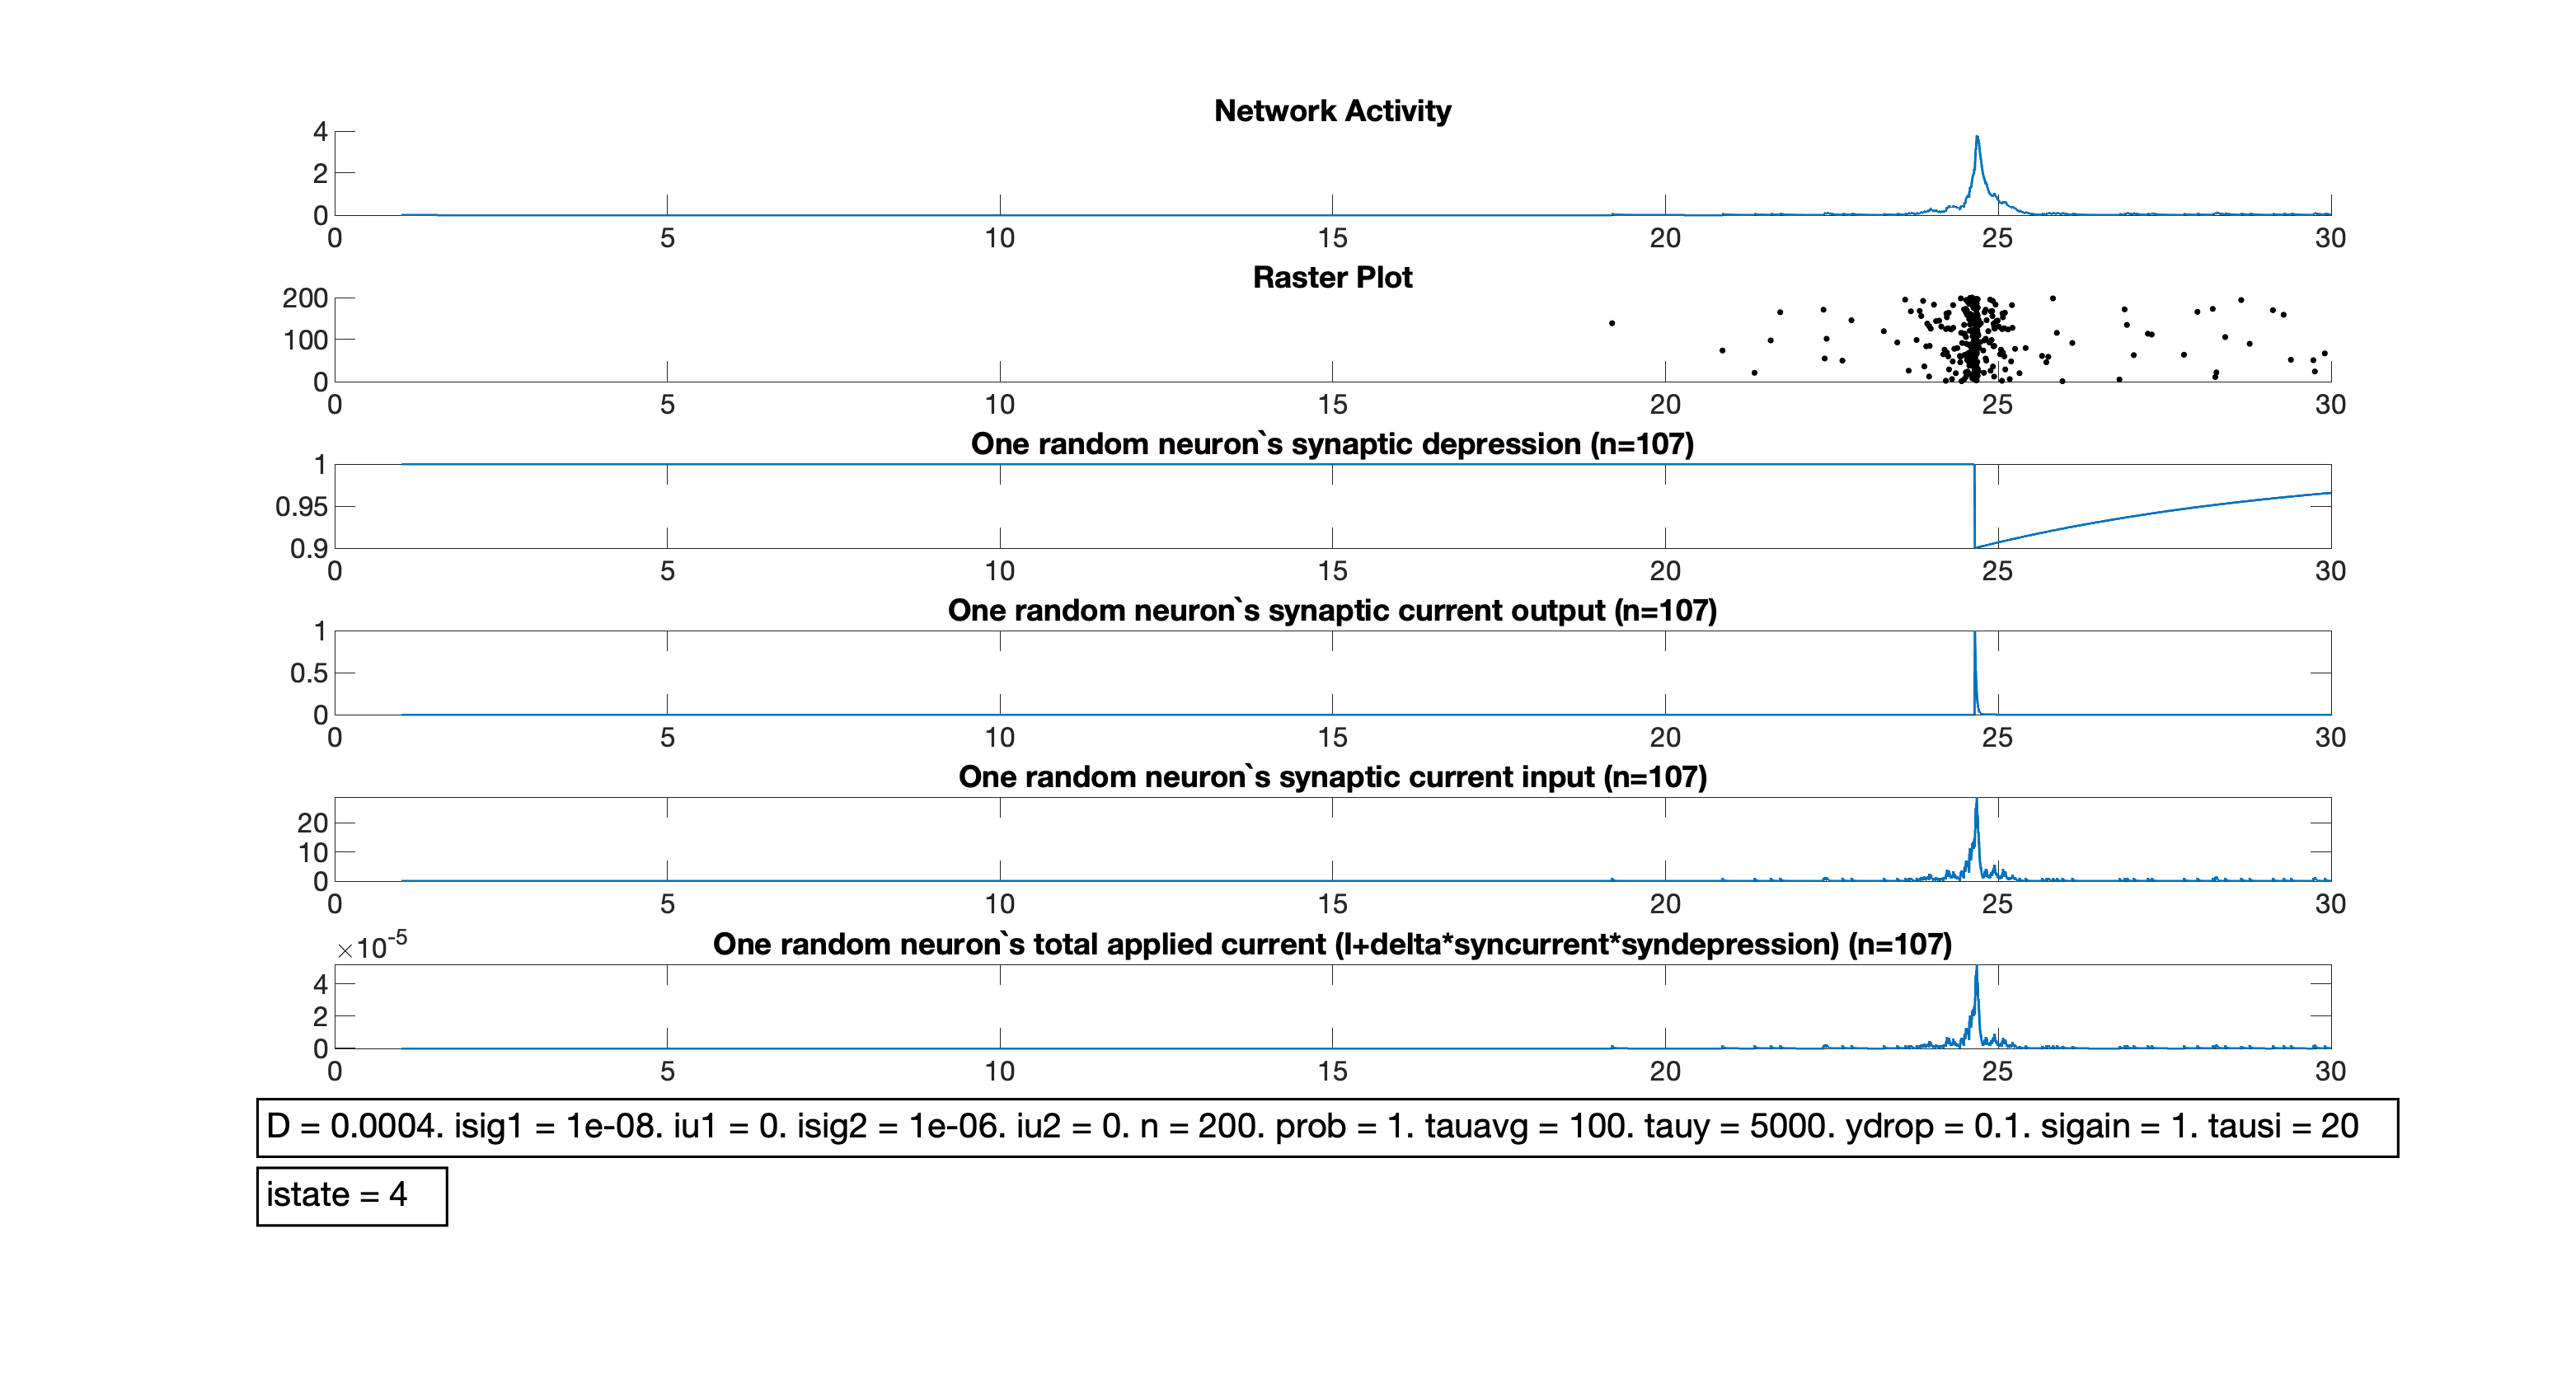 Network Activity
4
2
0
0 5 10 15 20 25 30
Raster Plot
200
100
0
0 5 10 15 20 25 30
One random neuron`s synaptic depression (n=107)
1
0.95
0.9
0 5 10 15 20 25 30
One random neuron`s synaptic current output (n=107)
1
0.5
0
0 5 10 15 20 25 30
One random neuron`s synaptic current input (n=107)
20
10
0
0 5 10 15 20 25 30
×10-5 One random neuron`s total applied current (I+delta*syncurrent*syndepression) (n=107)
4
2
0
0 5 10 15 20 25 30
D = 0.0004. isig1 = 1e-08. iu1 = 0. isig2 = 1e-06. iu2 = 0. n = 200. prob = 1. tauavg = 100. tauy = 5000. ydrop = 0.1. sigain = 1. tausi = 20
istate = 4